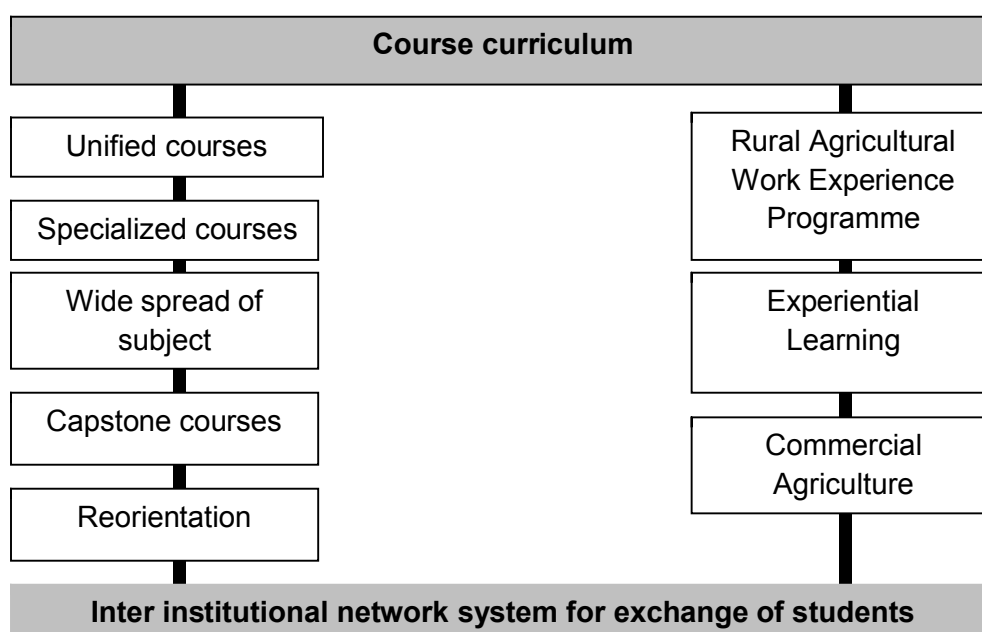 Course curriculum
Unified courses
Specialized courses
Wide spread of
subject
Capstone courses
Reorientation
Rural Agricultural
Work Experience
Programme
Experiential
Learning
Commercial
Agriculture
Inter institutional network system for exchange of students